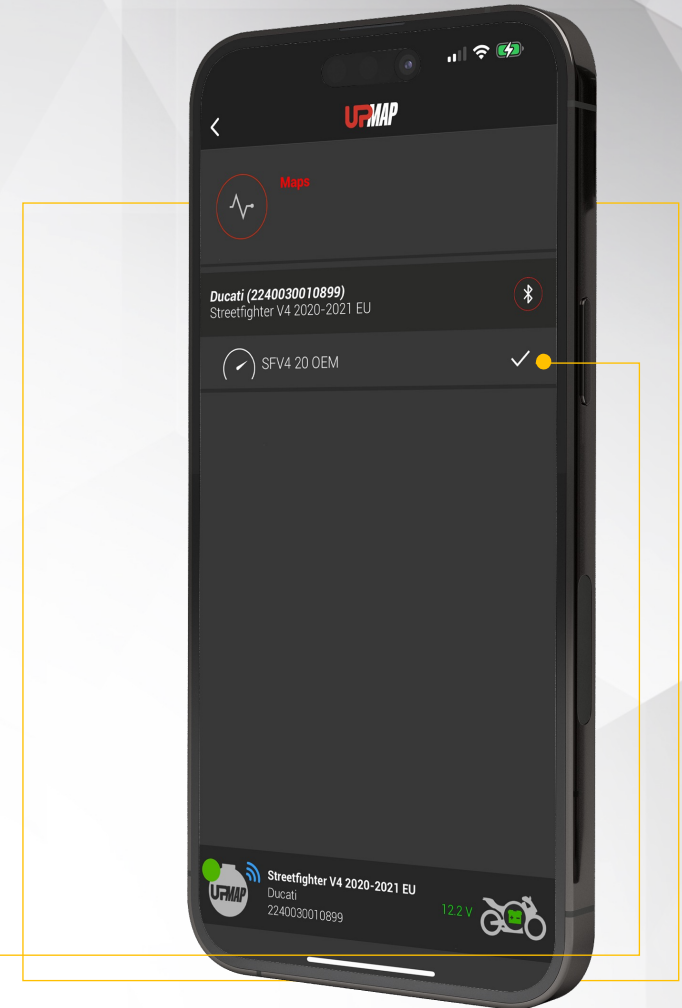 UPMAP
Maps
Ducati (2240030010899)
Streetfighter V4 2020-2021 EU
SFV4 20 OEM
UPMAP
Streetfighter V4 2020-2021 EU
Ducati
2240030010899
12.2 V